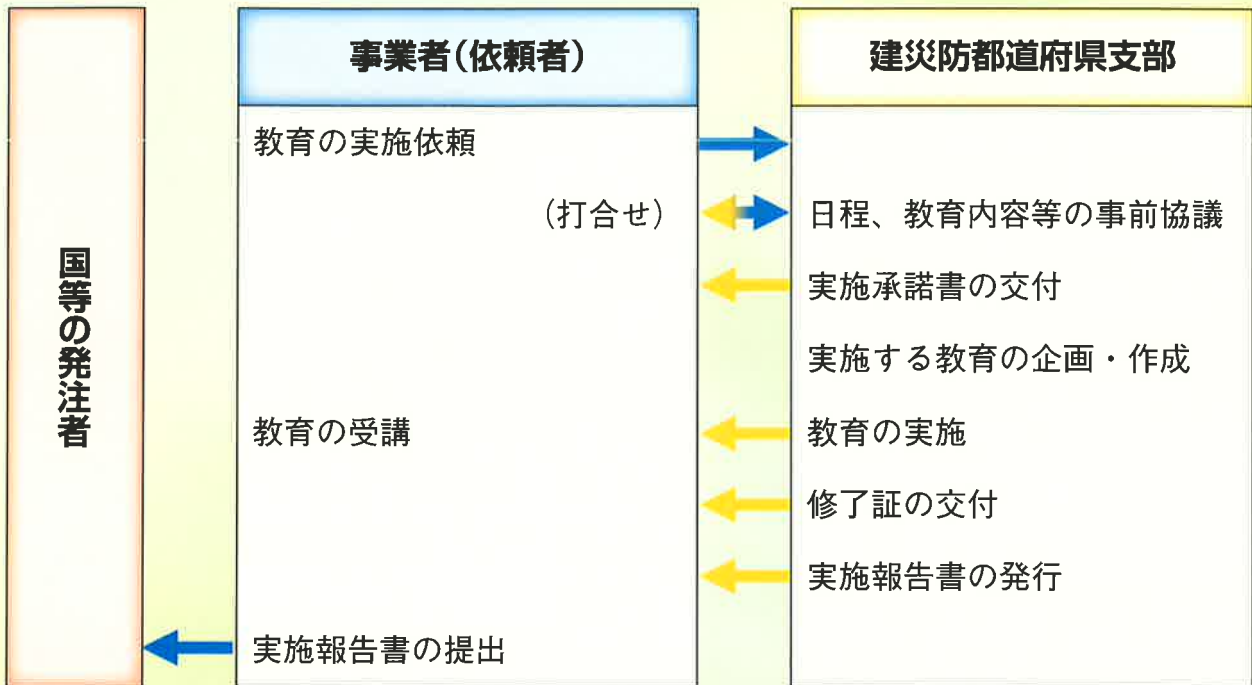 国等の発注者
事業者(依頼者)
建災防都道府県支部
教育の実施依頼
(打合せ)
日程、教育内容等の事前協議
実施承諾書の交付
実施する教育の企画・作成
教育の受講
教育の実施
修了証の交付
実施報告書の発行
実施報告書の提出